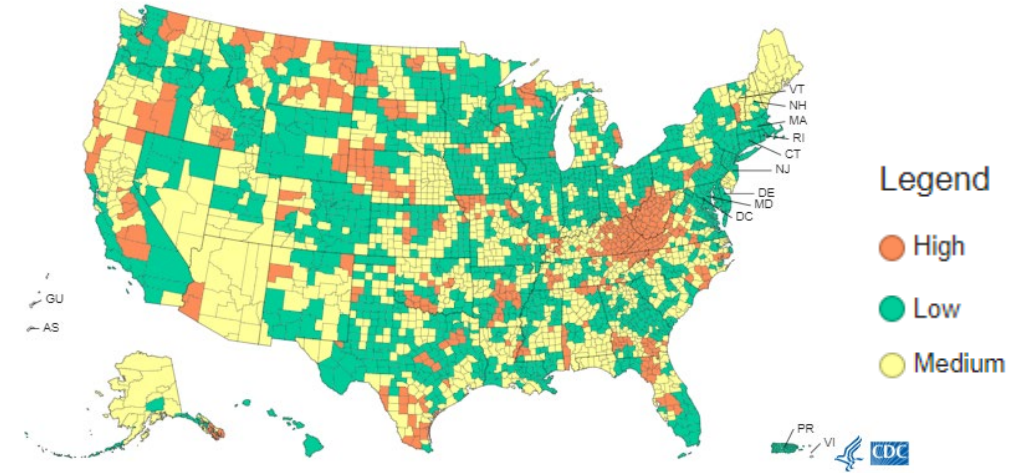 VT
NH
MA
RI
CT
NJ
DE
MD
DC
GU
AS
PR
VI
CDC
Legend
High
Low
Medium